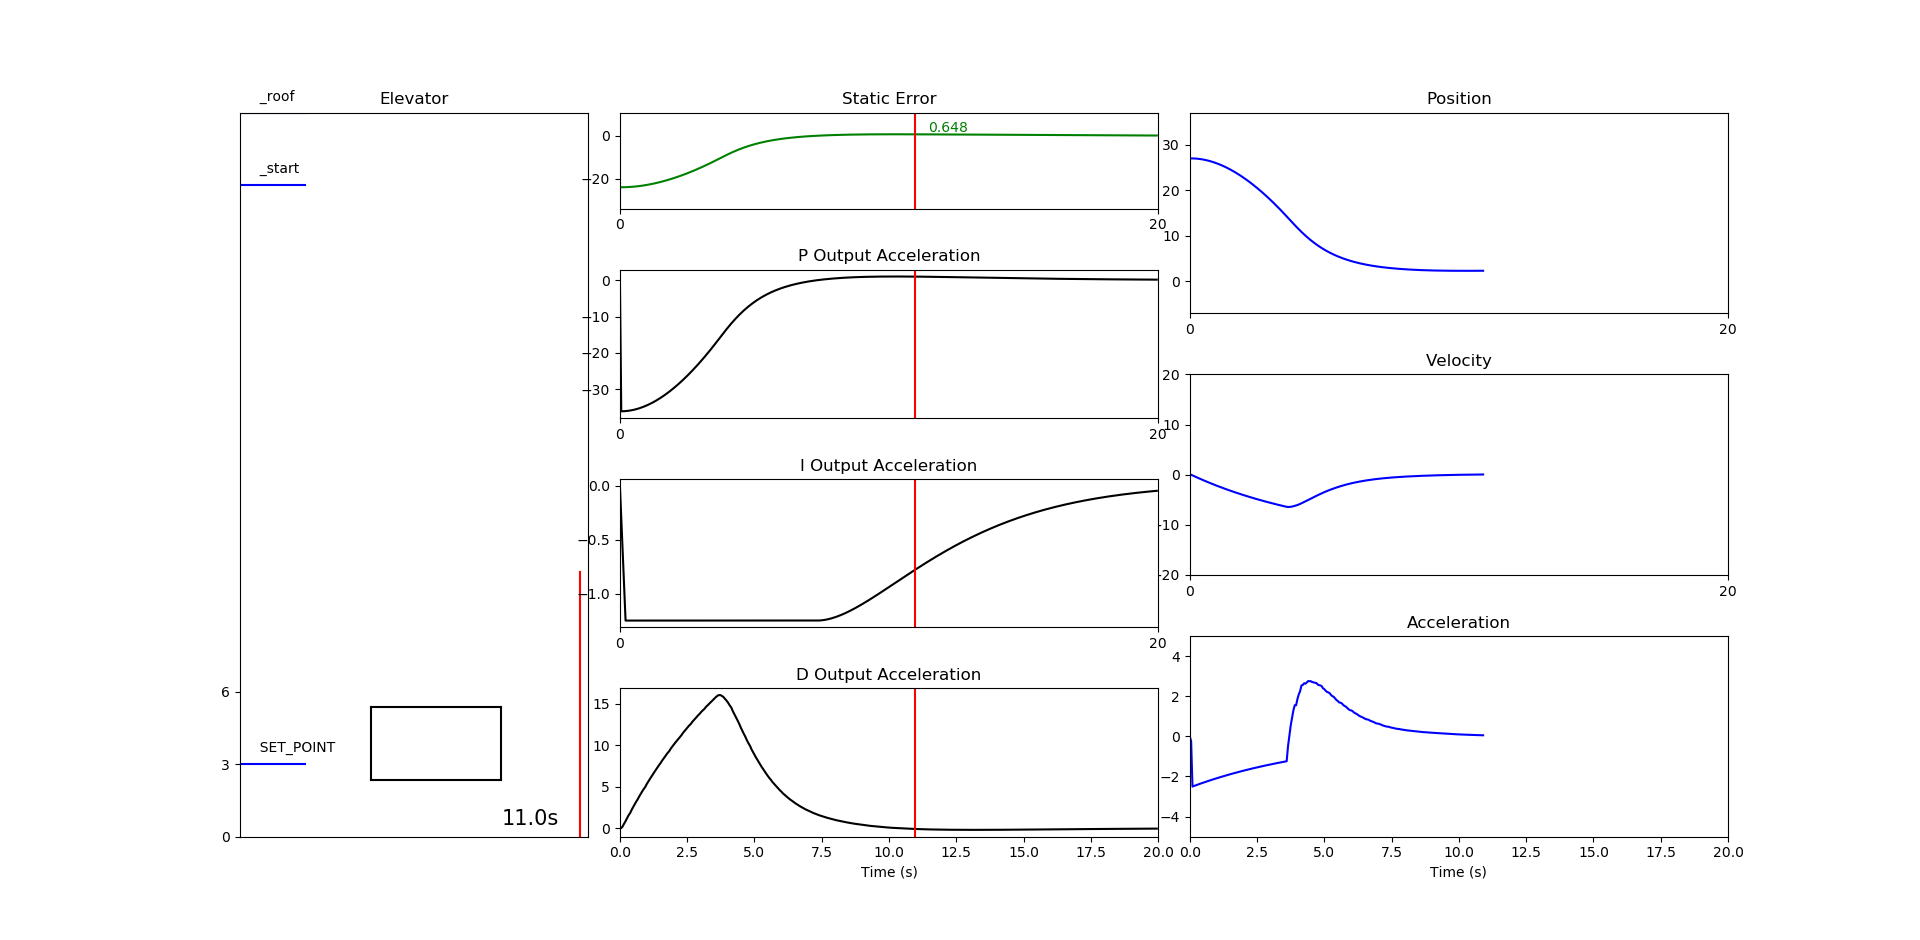 _roof
Elevator
_start
6
SET_POINT
3
11.0s
0
Static Error
0.648
0
−20
0 20
P Output Acceleration
0
−10
−20
−30
0 20
I Output Acceleration
0.0
−0.5
−1.0
0 20
D Output Acceleration
15
10
5
0
0.0 2.5 5.0 7.5 10.0 12.5 15.0 17.5 20.0
Time (s)
Position
30
20
10
0
0 20
Velocity
20
10
0
-10
-20
0 20
Acceleration
4
2
0
−2
−4
0.0 2.5 5.0 7.5 10.0 12.5 15.0 17.5 20.0
Time (s)